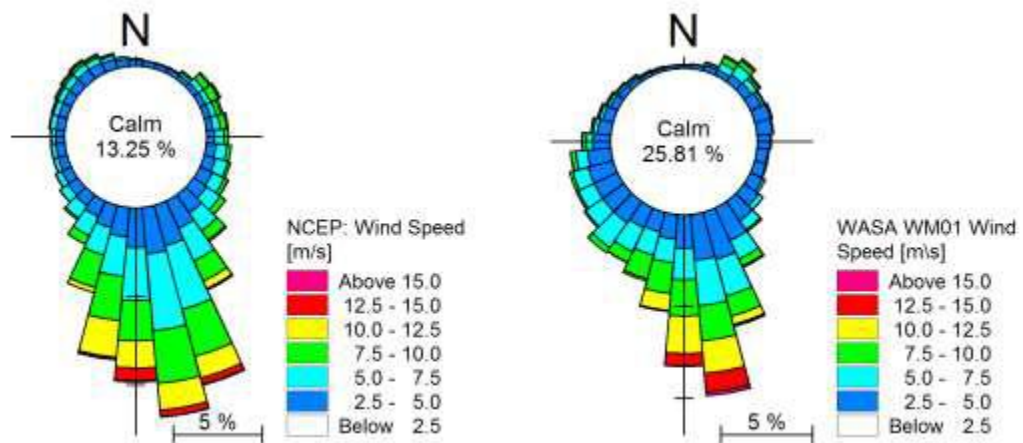 N
Calm
13.25 %
NCEP: Wind Speed
[m/s]
Above 15.0
12.5 - 15.0
10.0 - 12.5
7.5 - 10.0
5.0 - 7.5
2.5 - 5.0
Below 2.5
5 %
N
Calm
25.81 %
WASA WM01 Wind
Speed [m\s]
Above 15.0
12.5 - 15.0
10.0 - 12.5
7.5 - 10.0
5.0 - 7.5
2.5 - 5.0
Below 2.5
5 %